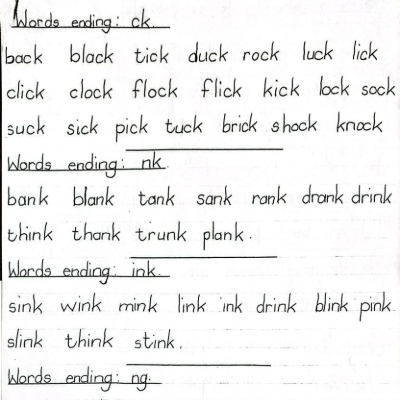 Words ending: ck.
back black tick duck rock luck lick
click clock flock flick kick lock sock
suck sick pick tuck brick shock knock
Words ending: nk.
bank blank tank sank rank drank drink
think thank trunk plank.
Words ending: ink.
sink wink mink link ink drink blink pink.
slink think stink.
Words ending: ng.